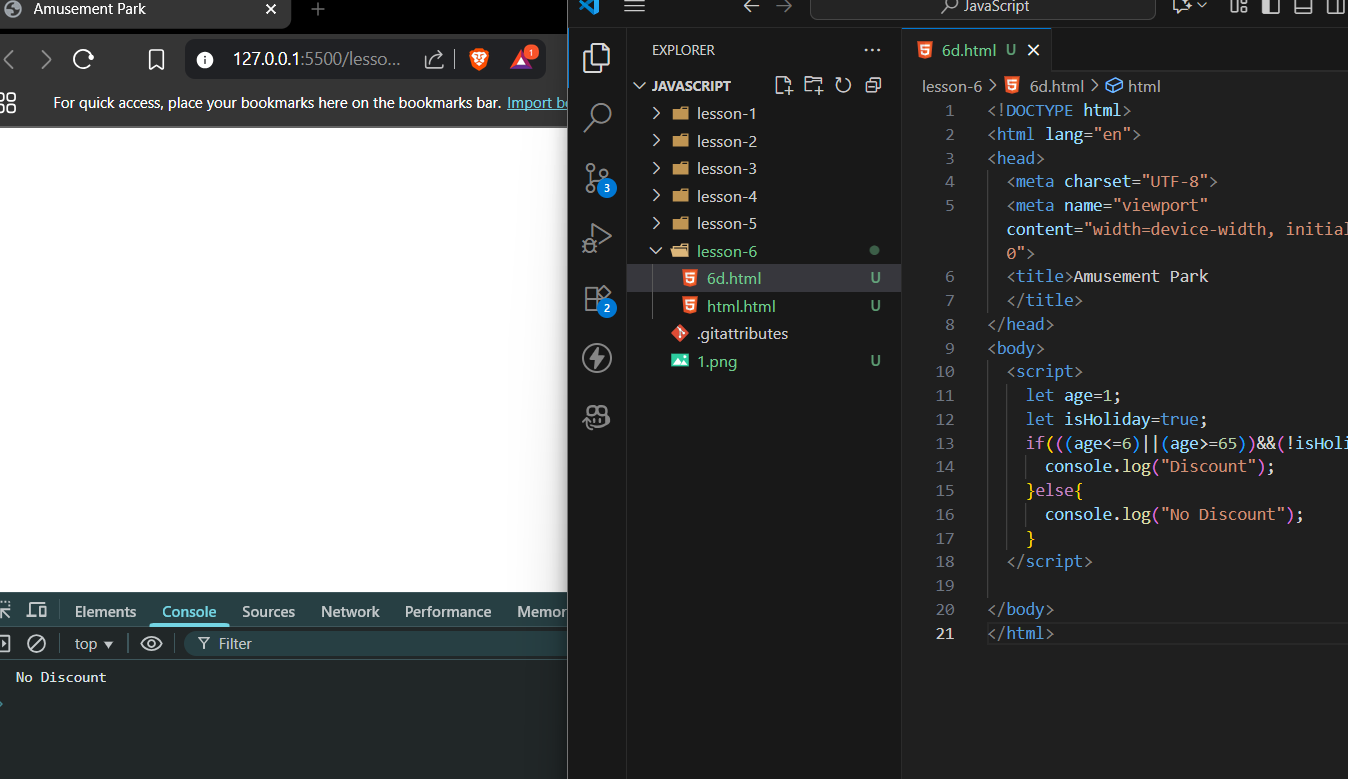 Amusement Park
127.0.0.1:5500/lesso...
1
For quick access, place your bookmarks here on the bookmarks bar. Import
Elements Console Sources Network Performance Memor
top
Filter
No Discount
JavaScript
EXPLORER
JAVASCRIPT
lesson-1
lesson-2
lesson-3
lesson-4
lesson-5
lesson-6
6d.html U
html.html U
.gitattributes
1.png U
3
2
6d.html U
lesson-6 > 6d.html > html
1 <!DOCTYPE html>
2 <html lang="en">
3 <head>
4 <meta charset="UTF-8">
5 <meta name="viewport"
content="width=device-width, initial
0">
6 <title>Amusement Park
7 </title>
8 </head>
9 <body>
10 <script>
11 let age=1;
12 let isHoliday=true;
13 if(((age<=6)||(age>=65))&&(!isHoli
14 console.log("Discount");
15 }else{
16 console.log("No Discount");
17 }
18 </script>
19
20 </body>
21 </html>